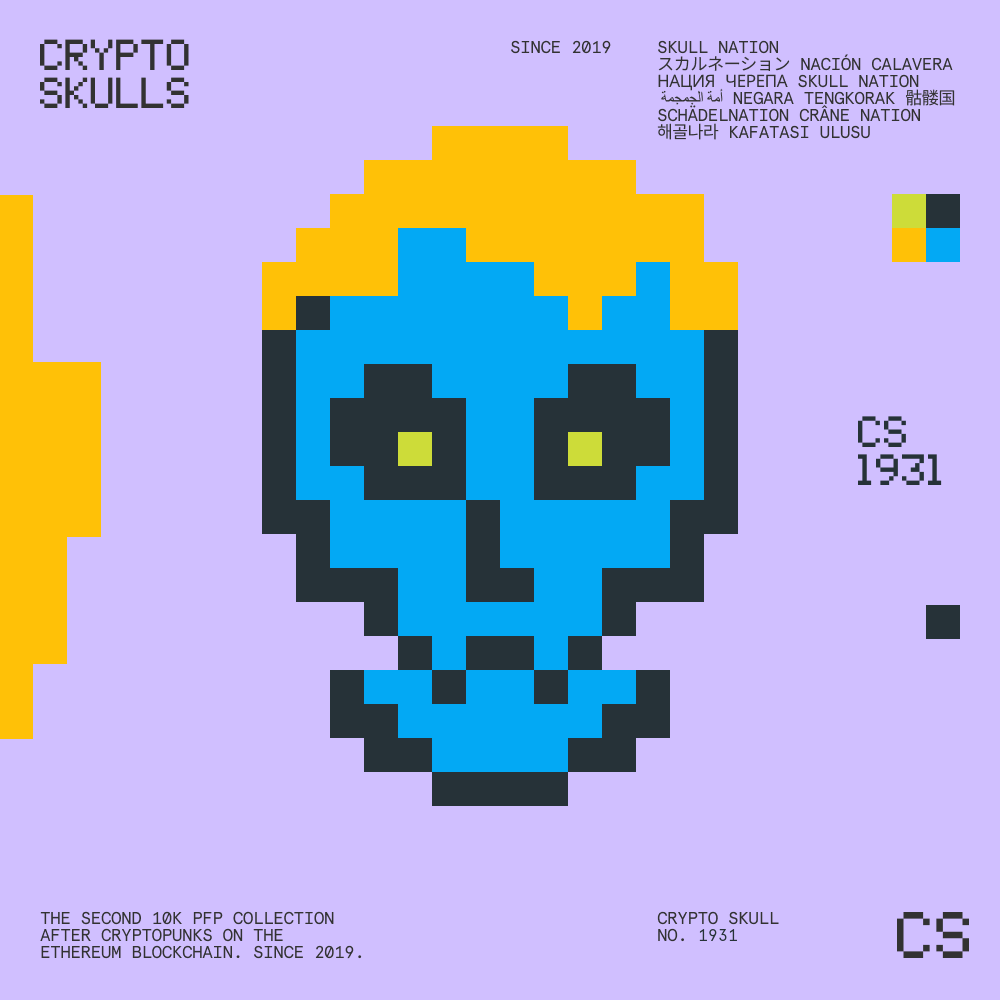 CRYPTO
SKULLS
SINCE 2019
SKULL NATION
スカルネーション NACIÓN CALAVERA
НАЦИЯ ЧЕРЕПА SKULL NATION
أمة الجمجمة NEGARA TENGKORAK 骷髅国
SCHÄDELNATION CRÂNE NATION
해골나라 KAFATASI ULUSU
CS
1931
THE SECOND 10K PFP COLLECTION
AFTER CRYPTOPUNKS ON THE
ETHEREUM BLOCKCHAIN. SINCE 2019.
CRYPTO SKULL
NO. 1931
CS